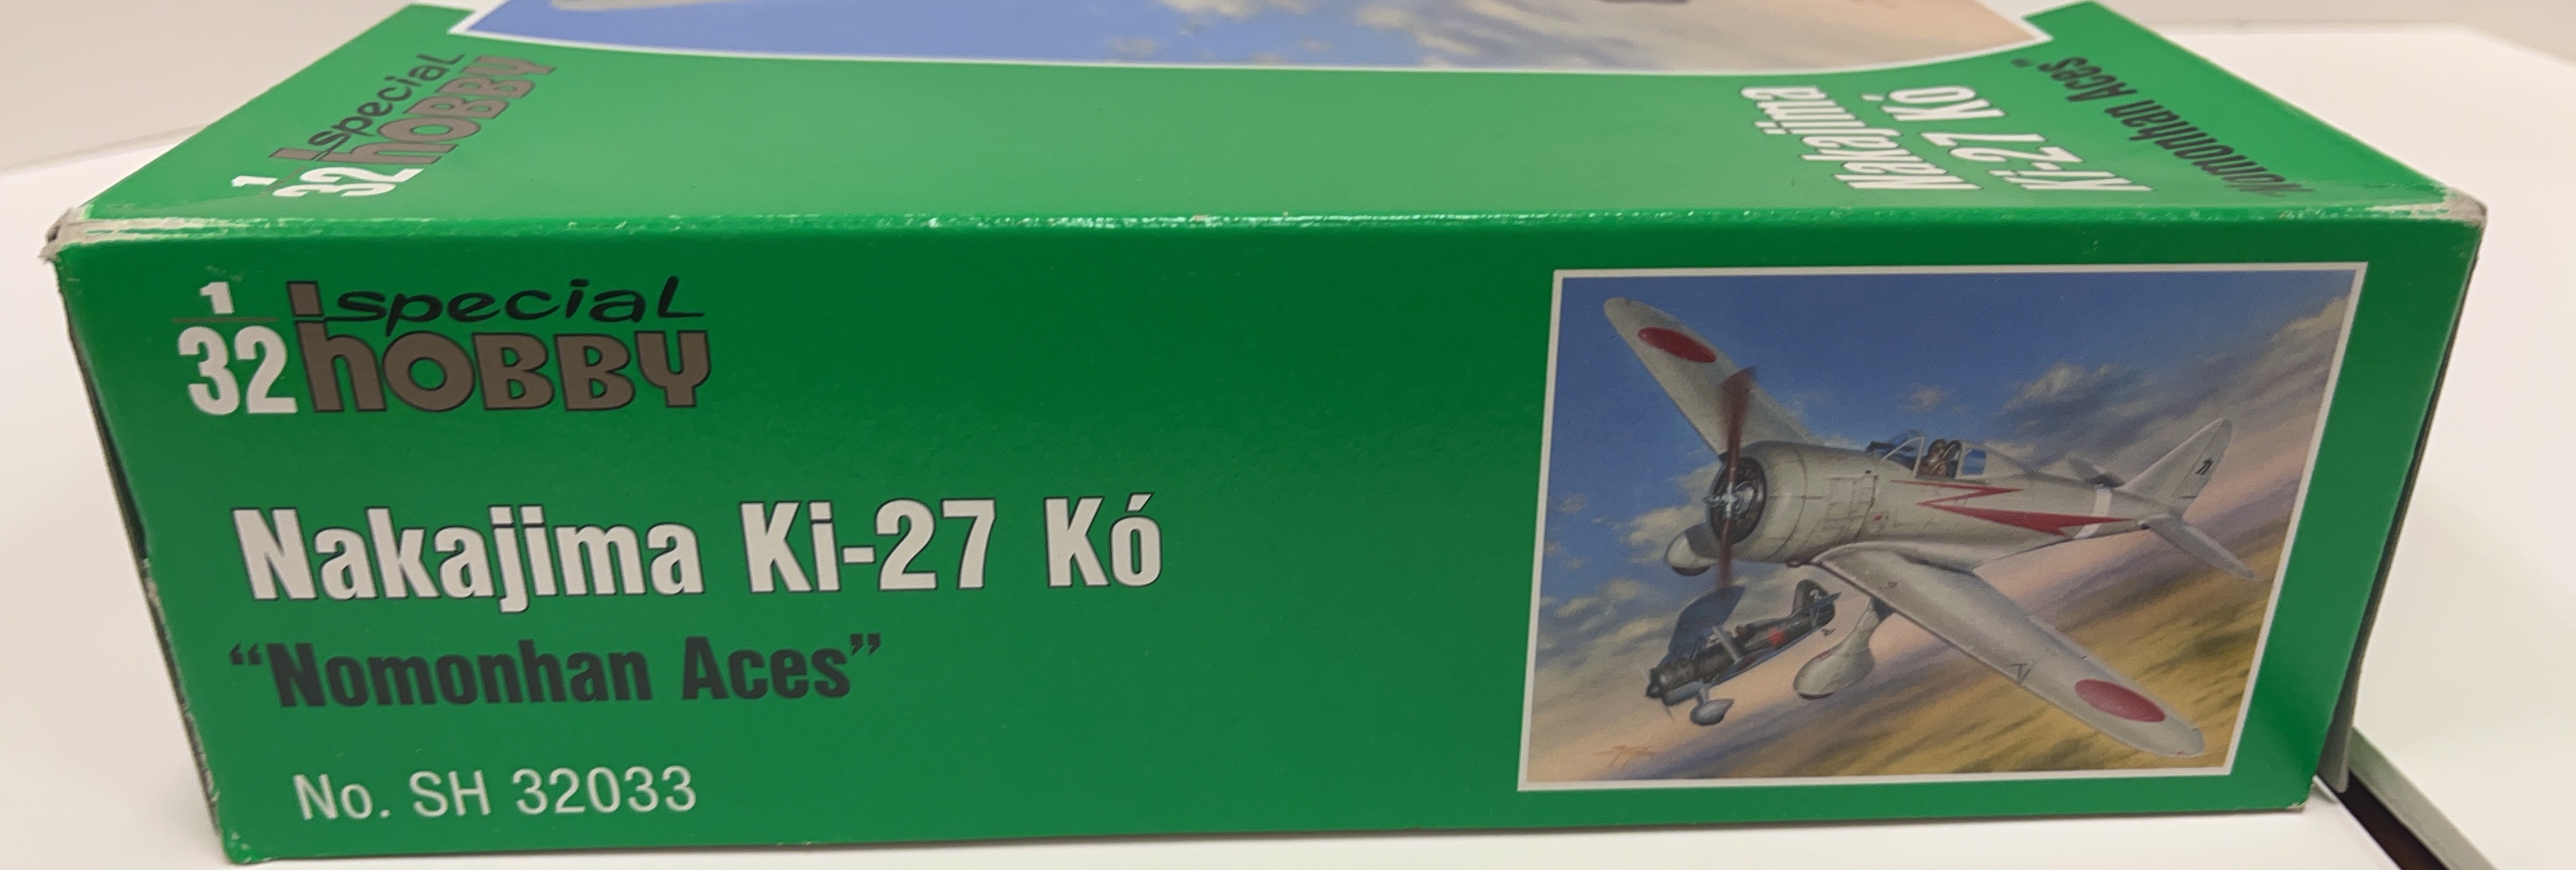 1/32 special hobby
Nakajima
Ki-27 Kó
"Nomonhan Aces"
1/32 special hobby
Nakajima Ki-27 Kó
“Nomonhan Aces”
No. SH 32033